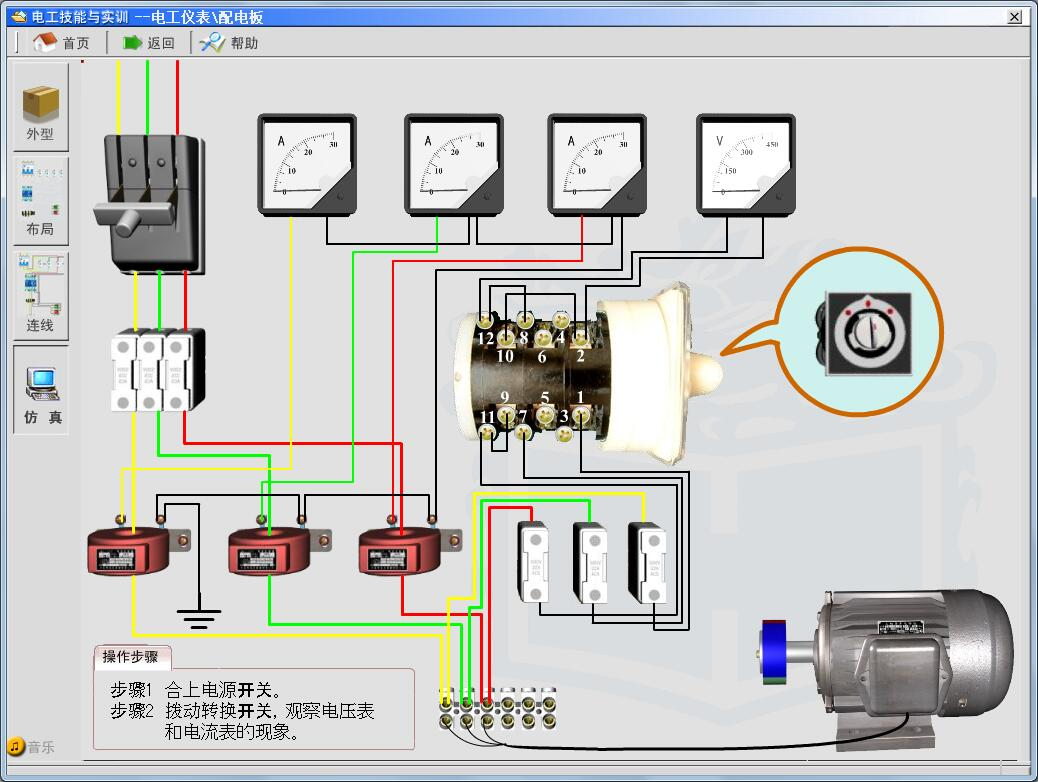 电工技能与实训 --电工仪表\配电板
首页 返回 帮助
外型
布局
连线
仿 真
音乐
A 0 10 20 30
A 0 10 20 30
A 0 10 20 30
V 0 150 300 450
12 8 4
10 6 2
9 5 1
11 7 3
操作步骤
步骤1 合上电源开关。
步骤2 拨动转换开关, 观察电压表
和电流表的现象。